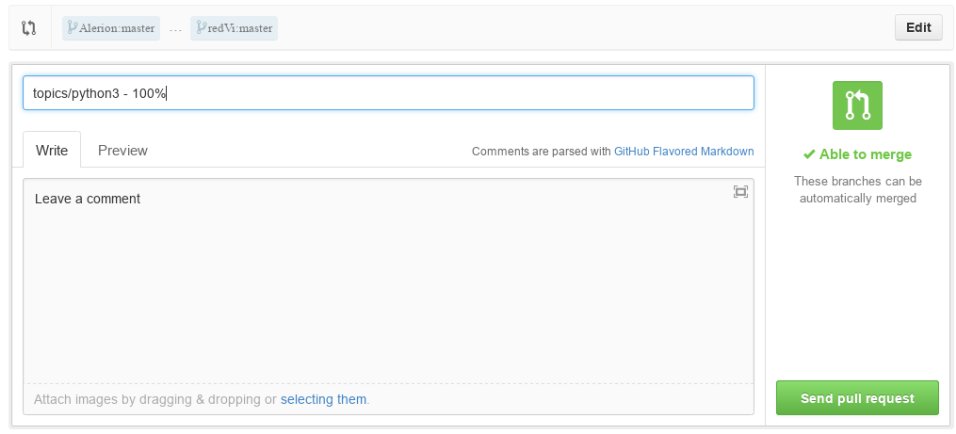 Alerion:master ... redVi:master Edit
topics/python3 - 100%
Write Preview Comments are parsed with GitHub Flavored Markdown
Able to merge
These branches can be
automatically merged
Leave a comment
Attach images by dragging & dropping or selecting them.
Send pull request